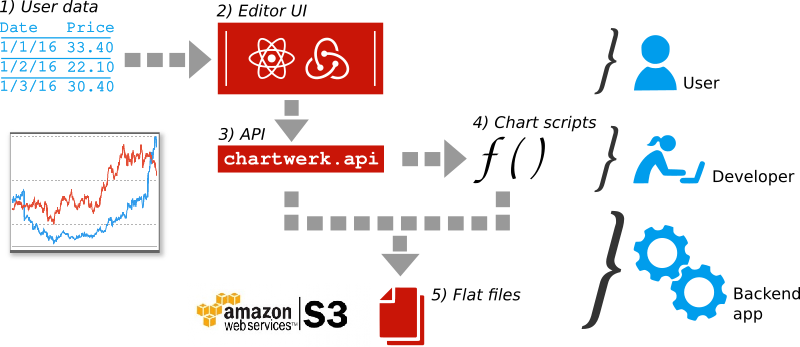 1) User data
Date Price
1/1/16 33.40
1/2/16 22.10
1/3/16 30.40
2) Editor UI
User
3) API
chartwerk.api
4) Chart scripts
f()
Developer
5) Flat files
amazon
web services™
S3
Backend
app